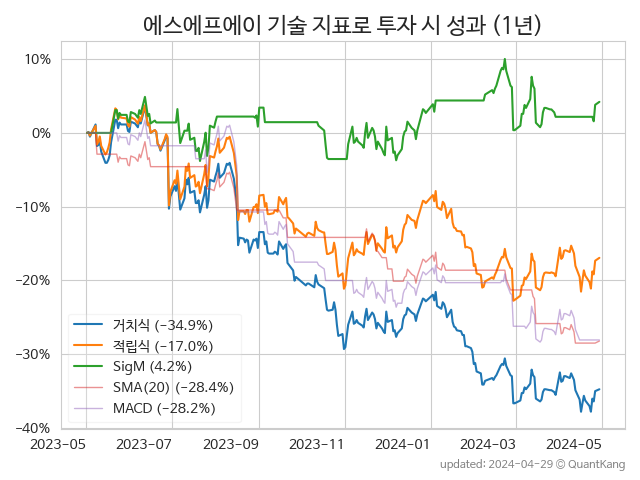 에스에프에이 기술 지표로 투자 시 성과 (1년)
10%
0%
−10%
−20%
−30%
−40%
거치식 (−34.9%)
적립식 (−17.0%)
SigM (4.2%)
SMA(20) (−28.4%)
MACD (−28.2%)
2023-05 2023-07 2023-09 2023-11 2024-01 2024-03 2024-05
updated: 2024-04-29 © QuantKang